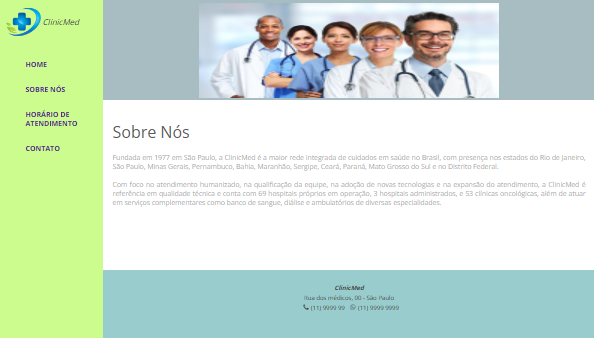 ClinicMed
HOME
SOBRE NÓS
HORÁRIO DE
ATENDIMENTO
CONTATO
Sobre Nós
Fundada em 1977 em São Paulo, a ClinicMed é a maior rede integrada de cuidados em saúde no Brasil, com presença nos estados do Rio de Janeiro,
São Paulo, Minas Gerais, Pernambuco, Bahia, Maranhão, Sergipe, Ceará, Paraná, Mato Grosso do Sul e no Distrito Federal.
Com foco no atendimento humanizado, na qualificação da equipe, na adoção de novas tecnologias e na expansão do atendimento, a ClinicMed é
referência em qualidade técnica e conta com 69 hospitais próprios em operação, 3 hospitais administrados, e 53 clínicas oncológicas, além de atuar
em serviços complementares como banco de sangue, diálise e ambulatórios de diversas especialidades.
ClinicMed
Rua dos médicos, 00 - São Paulo
(11) 9999 99 (11) 9999 9999